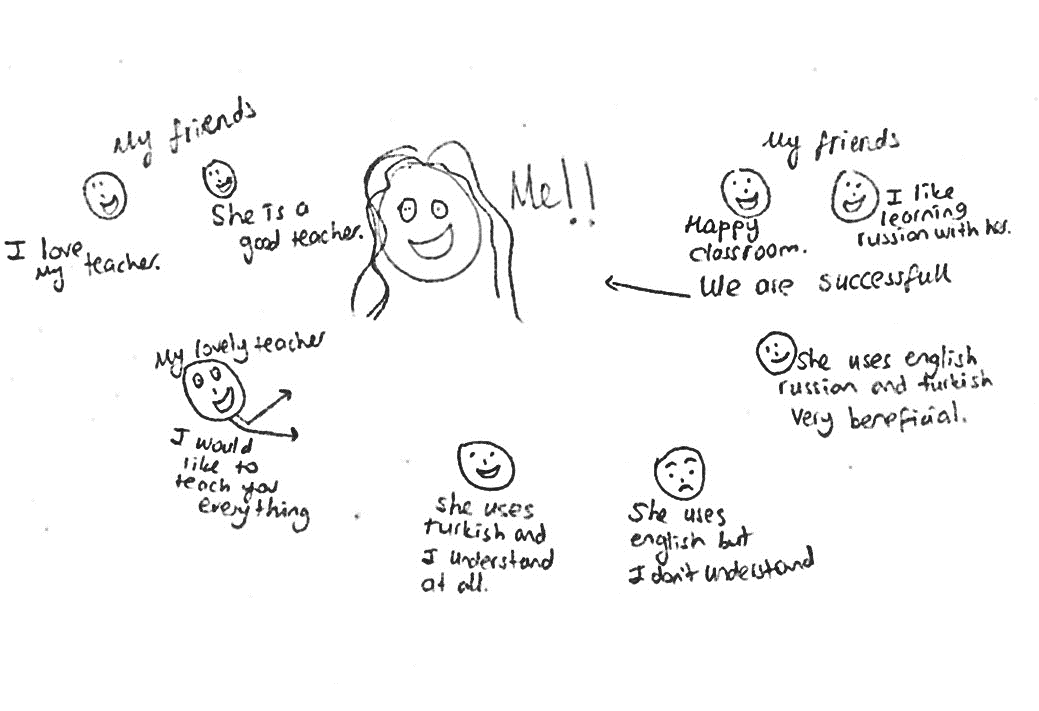 My friends
I love
my teacher.
She is a
good teacher.
Me!!
My friends
Happy
classroom.
I like
learning
russian with her.
We are successfull
My lovely teacher
I would
like to
teach you
everything
She uses english
russian and turkish
very beneficial.
she uses
turkish and
I understand
at all.
She uses
english but
I don't understand